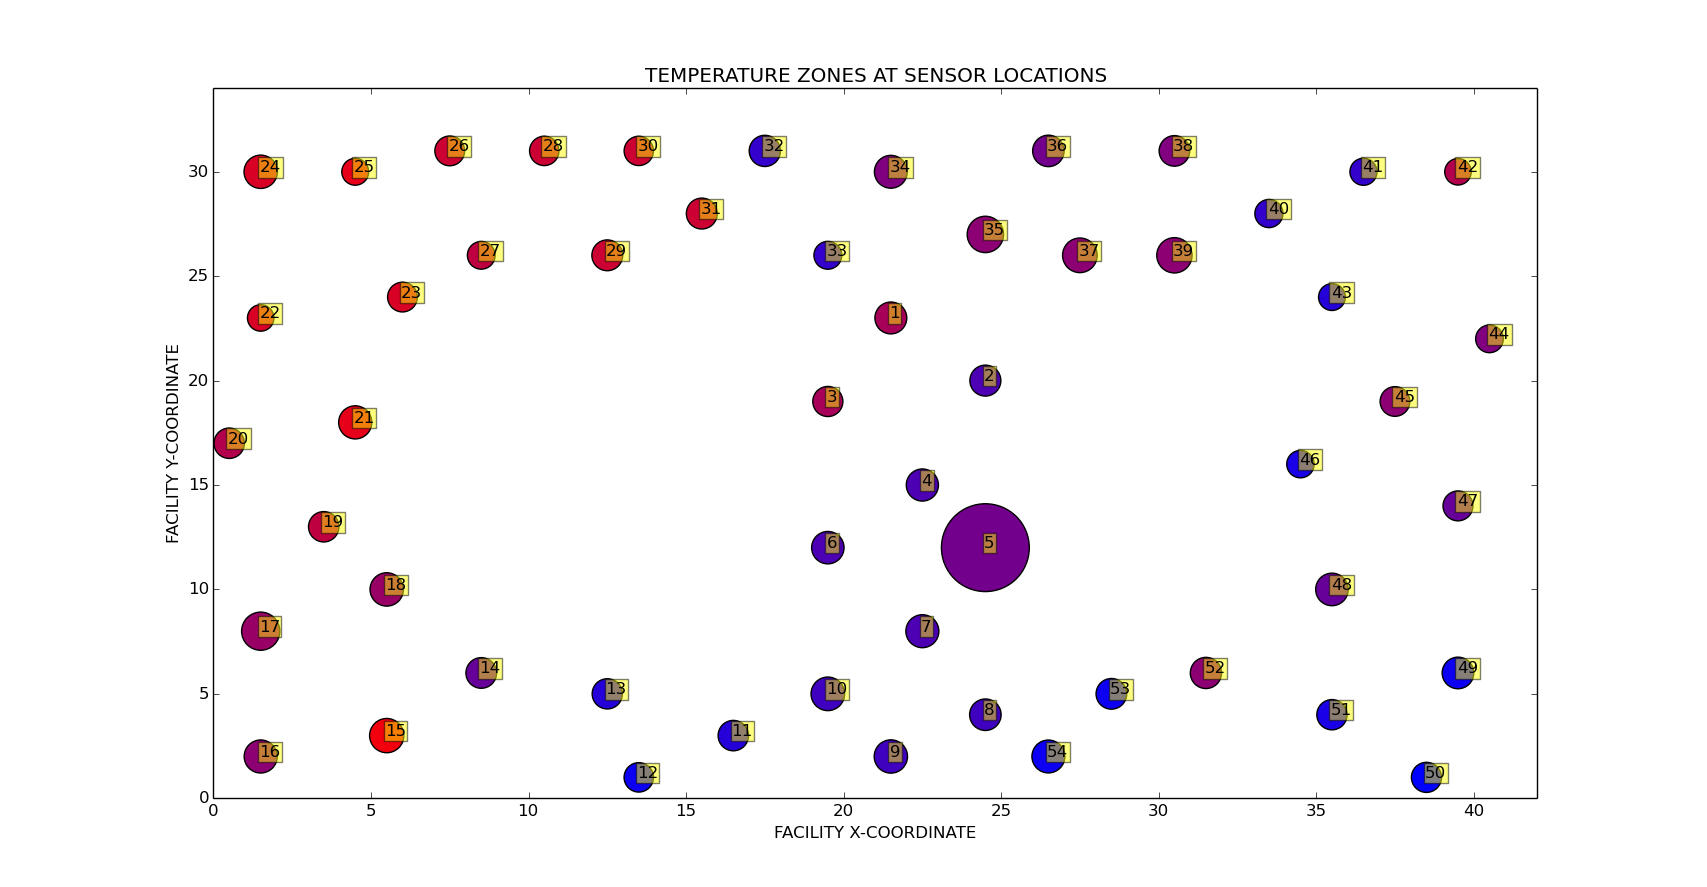 TEMPERATURE ZONES AT SENSOR LOCATIONS
26 28 30 32 36 38
30 24 25 34 41 42
31 40
35
25 27 29 33 37 39
23 43
22 1
44
20 2
3 45
21
20
46
15 4
47
19
6 5
10 18 48
17 7
14 52 49
5 13 10 53
8 51
15 11
16 9 54
12 50
0
0 5 10 15 20 25 30 35 40
FACILITY X-COORDINATE
FACILITY Y-COORDINATE